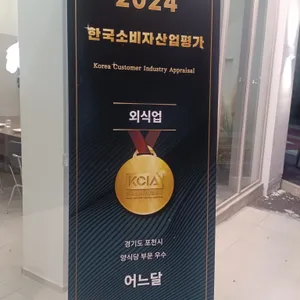 2024
한국소비자산업평가
Korea Customer Industry Appraisal
외식업
KCIA
경기도 포천시
양식당 부문 우수
어느달